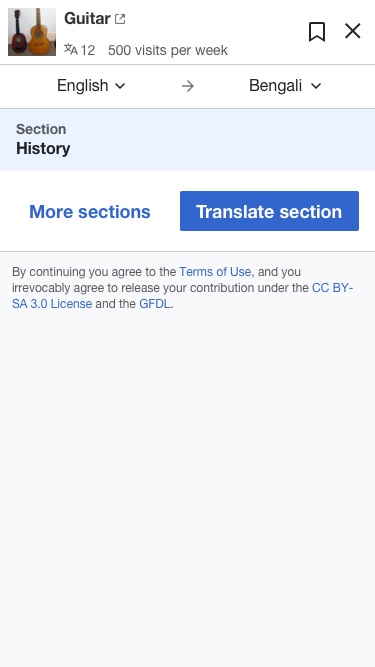 Guitar
12 500 visits per week
English Bengali
Section
History
More sections Translate section
By continuing you agree to the Terms of Use, and you
irrevocably agree to release your contribution under the CC BY-
SA 3.0 License and the GFDL.